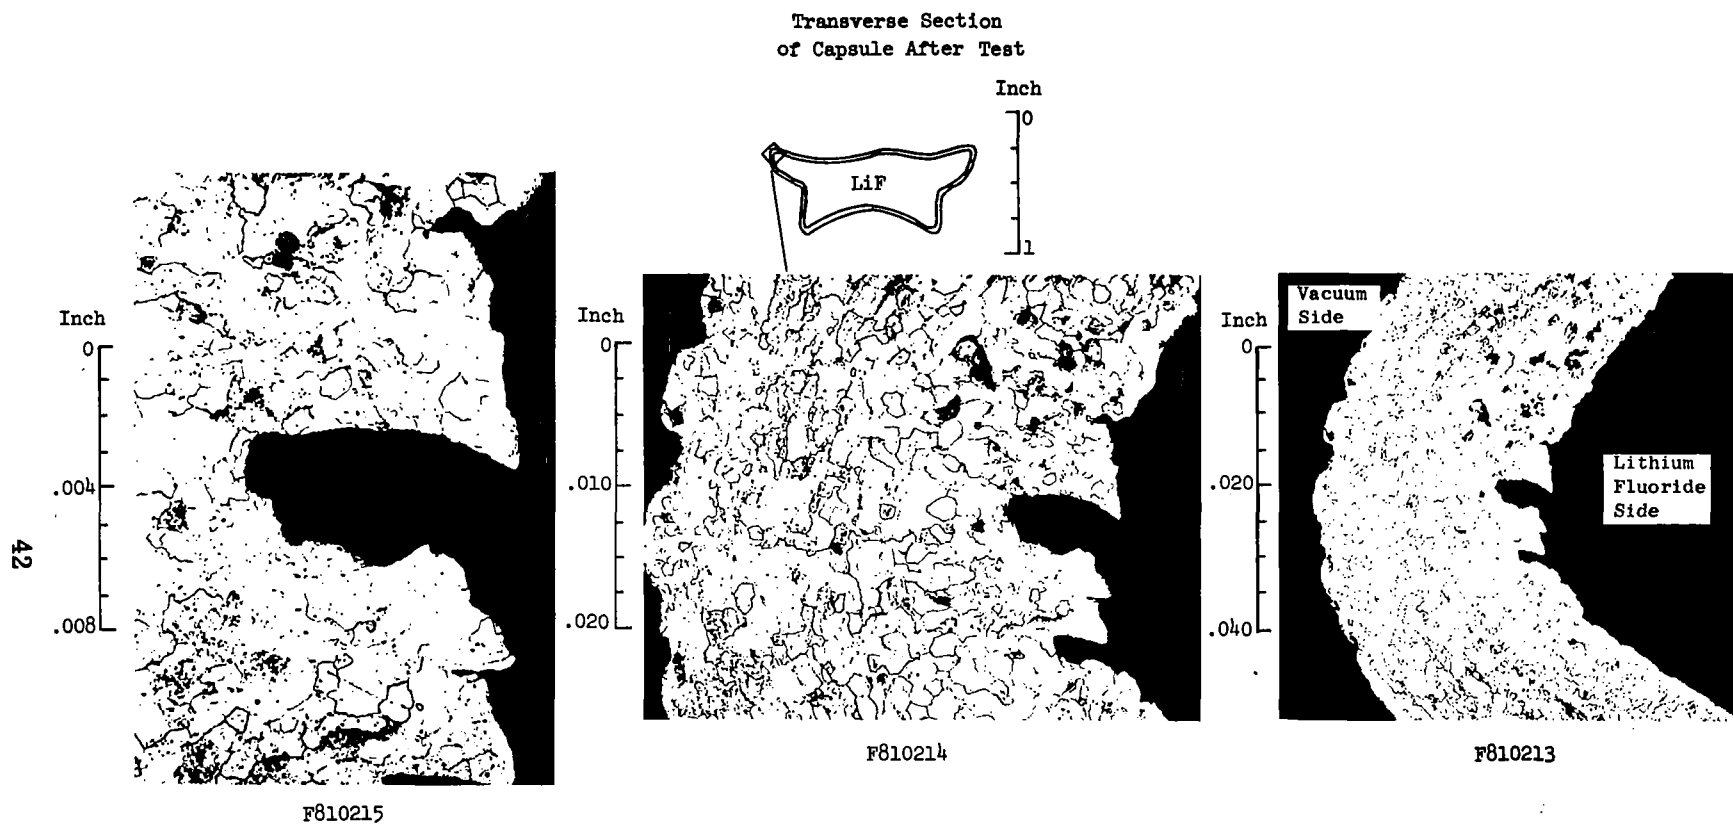 Transverse Section
of Capsule After Test
Inch
0
LiF
1
Inch
0
.004
.008
F810215
Inch
0
.010
.020
F810214
Vacuum
Side
Inch
0
.020
.040
Lithium
Fluoride
Side
F810213
42